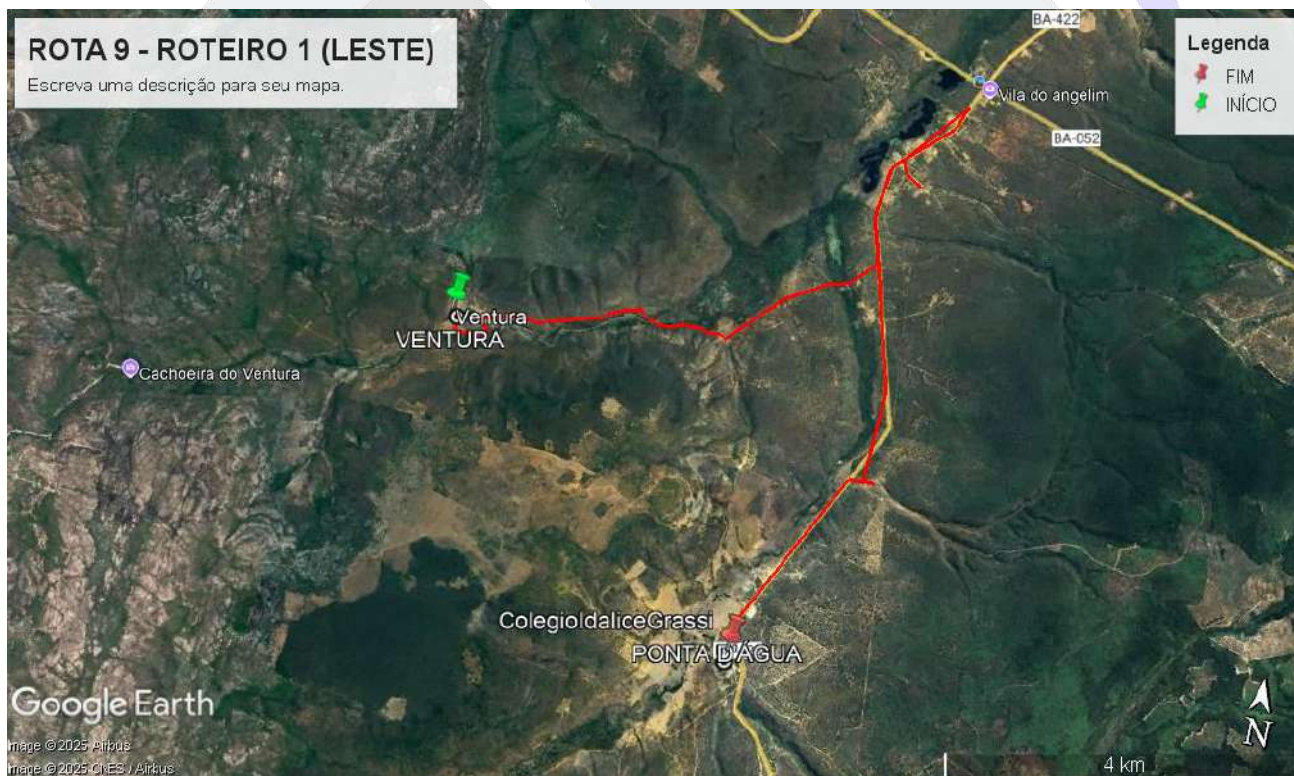 ROTA 9 - ROTEIRO 1 (LESTE)
Escreva uma descrição para seu mapa.
BA-422
Legenda
FIM
INÍCIO
Vila do angelim
BA-052
Ventura
VENTURA
Cachoeira do Ventura
ColegioIdaliceGrassi
PONTA D'AGUA
Google Earth
Image © 2025 Airbus
Image © 2025 CNES / Airbus
4 km
N